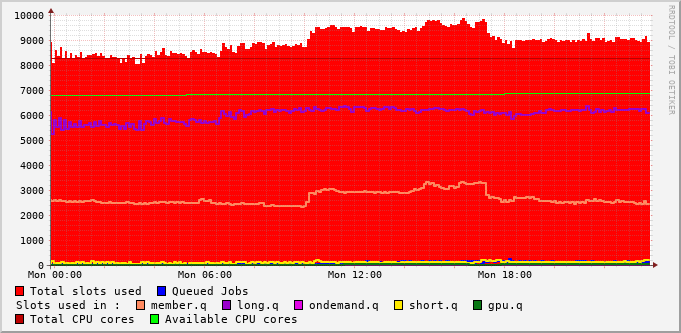 10000
9000
8000
7000
6000
5000
4000
3000
2000
1000
0
Mon 00:00 Mon 06:00 Mon 12:00 Mon 18:00
Total slots used Queued Jobs
Slots used in : member.q long.q ondemand.q short.q gpu.q
Total CPU cores Available CPU cores
RRDTOOL / TOBI OETIKER